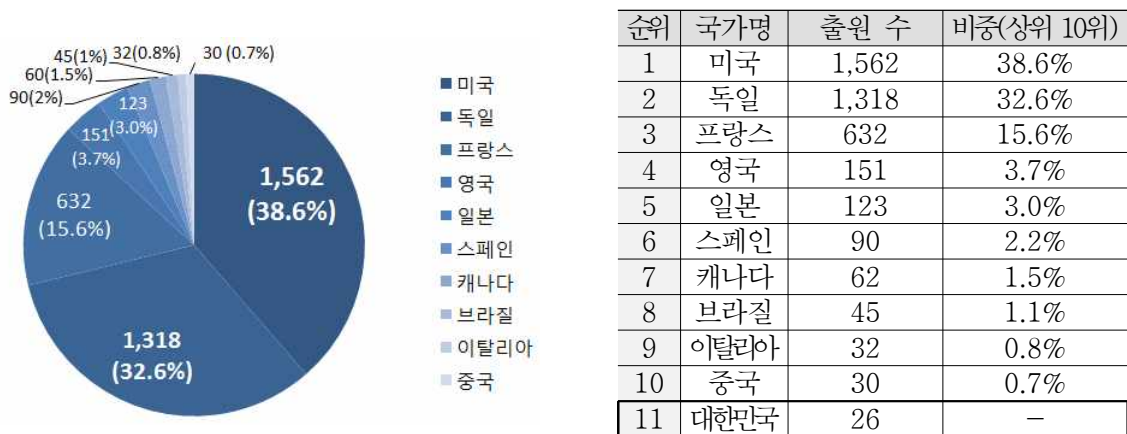 45(1%) 32(0.8%) 30 (0.7%)
60(1.5%)
90(2%)
123
(3.0%)
151
(3.7%)
632
(15.6%)
1,562
(38.6%)
1,318
(32.6%)
미국
독일
프랑스
영국
일본
스페인
캐나다
브라질
이탈리아
중국
순위 국가명 출원 수 비중(상위 10위)
1 미국 1,562 38.6%
2 독일 1,318 32.6%
3 프랑스 632 15.6%
4 영국 151 3.7%
5 일본 123 3.0%
6 스페인 90 2.2%
7 캐나다 62 1.5%
8 브라질 45 1.1%
9 이탈리아 32 0.8%
10 중국 30 0.7%
11 대한민국 26 –